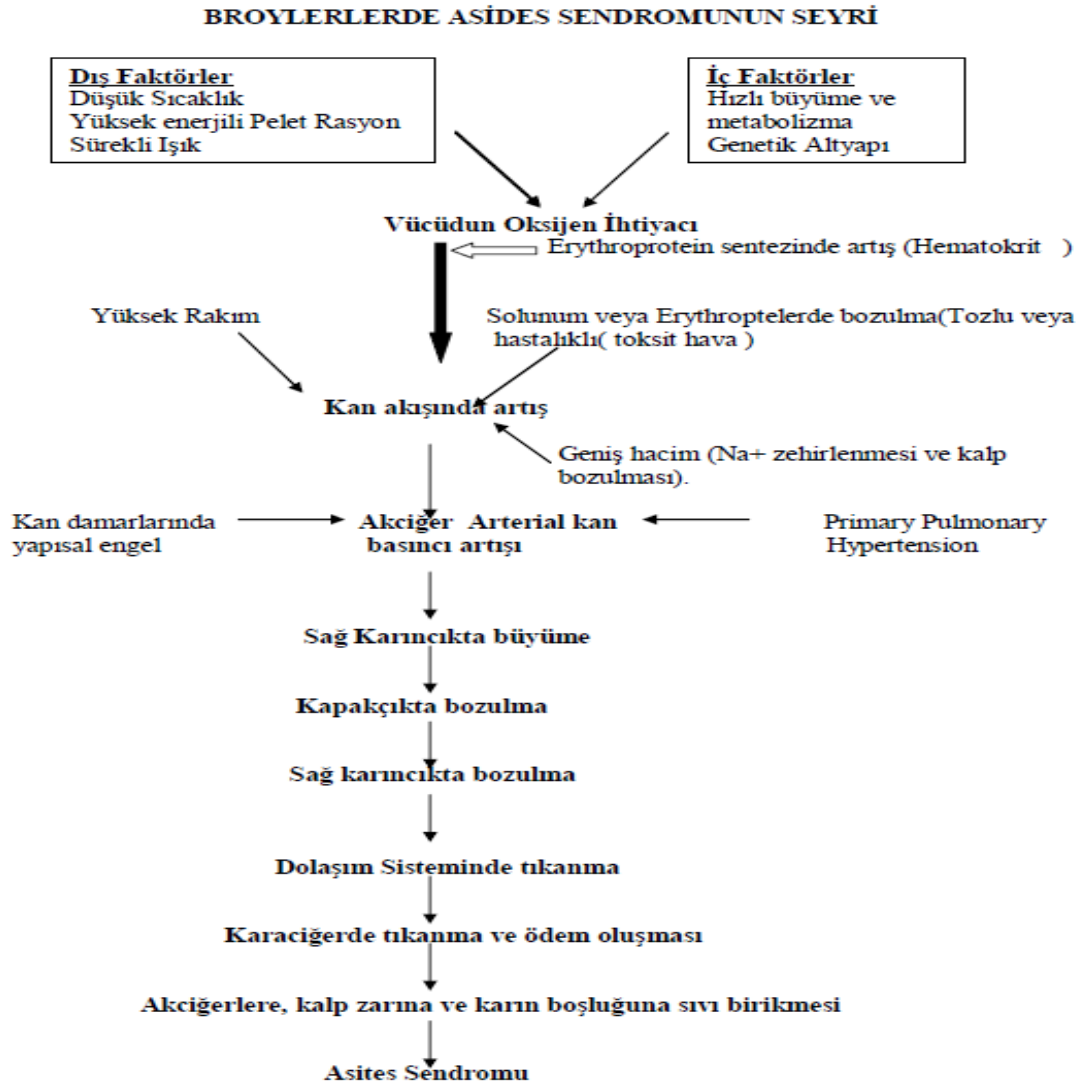 BROYLERLERDE ASİDES SENDROMUNUN SEYRİ
Dış Faktörler
Düşük Sıcaklık
Yüksek enerjili Pelet Rasyon
Sürekli Işık
İç Faktörler
Hızlı büyüme ve
metabolizma
Genetik Altyapı
Vücüdun Oksijen İhtiyacı
Erythroprotein sentezinde artış (Hematokrit )
Yüksek Rakım
Solunum veya Erythroptelerde bozulma(Tozlu veya
hastalıklı( toksit hava )
Kan akışında artış
Geniş hacim (Na+ zehirlenmesi ve kalp
bozulması).
Kan damarlarında
yapısal engel
Akciğer Arterial kan
basıncı artışı
Primary Pulmonary
Hypertension
Sağ Karıncıkta büyüme
Kapakçıkta bozulma
Sağ karıncıkta bozulma
Dolaşım Sisteminde tıkanma
Karaciğerde tıkanma ve ödem oluşması
Akciğerlere, kalp zarına ve karın boşluğuna sıvı birikmesi
Asites Sendromu